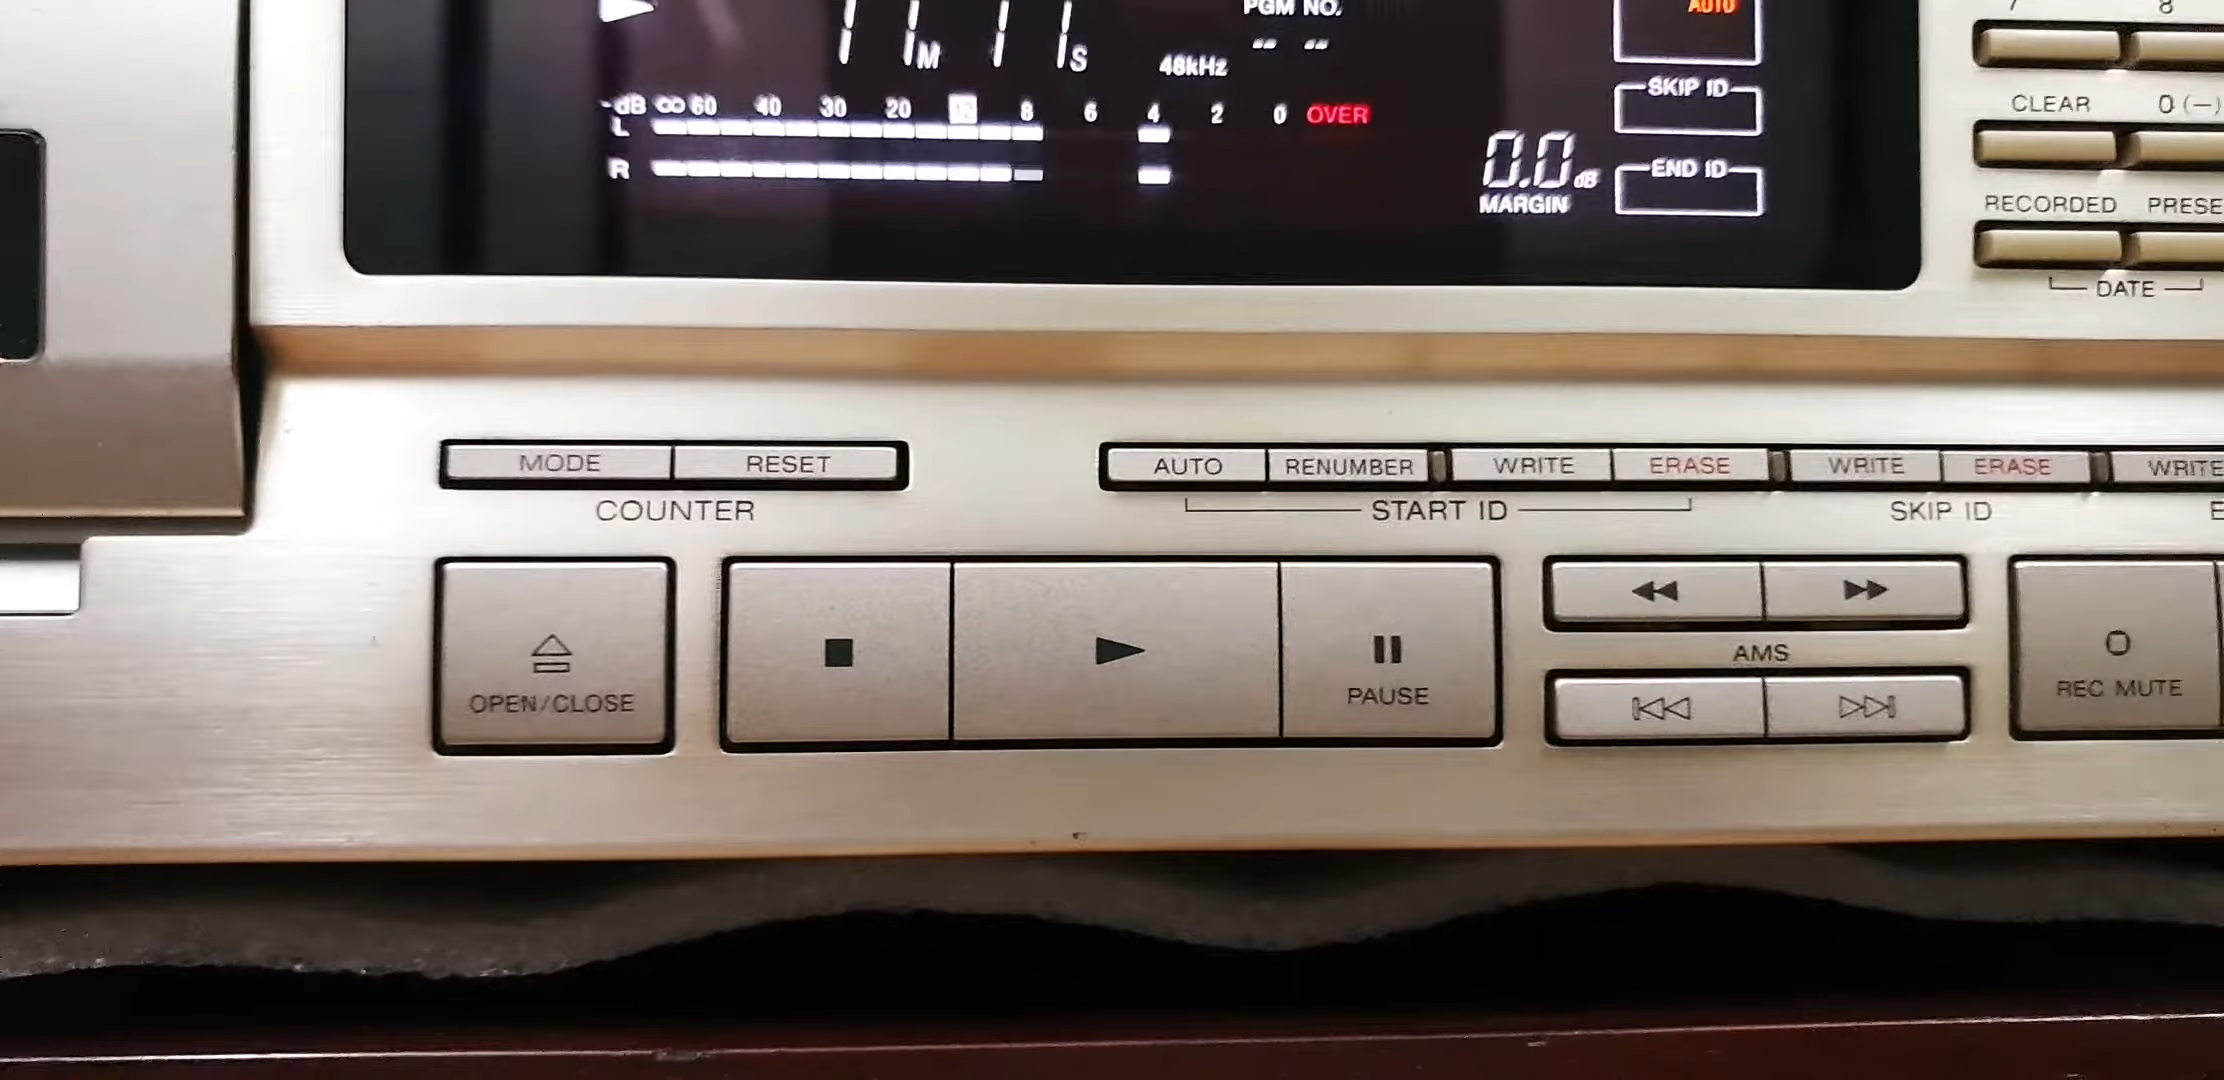 PGM NO.
AUTO
7 8
M S
48kHz
-- --
SKIP ID
-dB ∞ 60 40 30 20 12 8 6 4 2 0 OVER
L
R
0.0 dB
MARGIN
END ID
CLEAR 0 (—)
RECORDED PRESE
DATE
MODE RESET
COUNTER
AUTO RENUMBER WRITE ERASE
START ID
WRITE ERASE
SKIP ID
WRITE
E
OPEN/CLOSE
PAUSE
AMS
REC MUTE